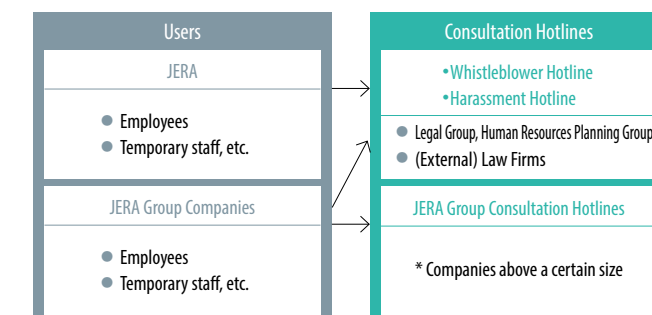 Users
JERA
● Employees
● Temporary staff, etc.
JERA Group Companies
● Employees
● Temporary staff, etc.
Consultation Hotlines
•Whistleblower Hotline
•Harassment Hotline
● Legal Group, Human Resources Planning Group
● (External) Law Firms
JERA Group Consultation Hotlines
* Companies above a certain size